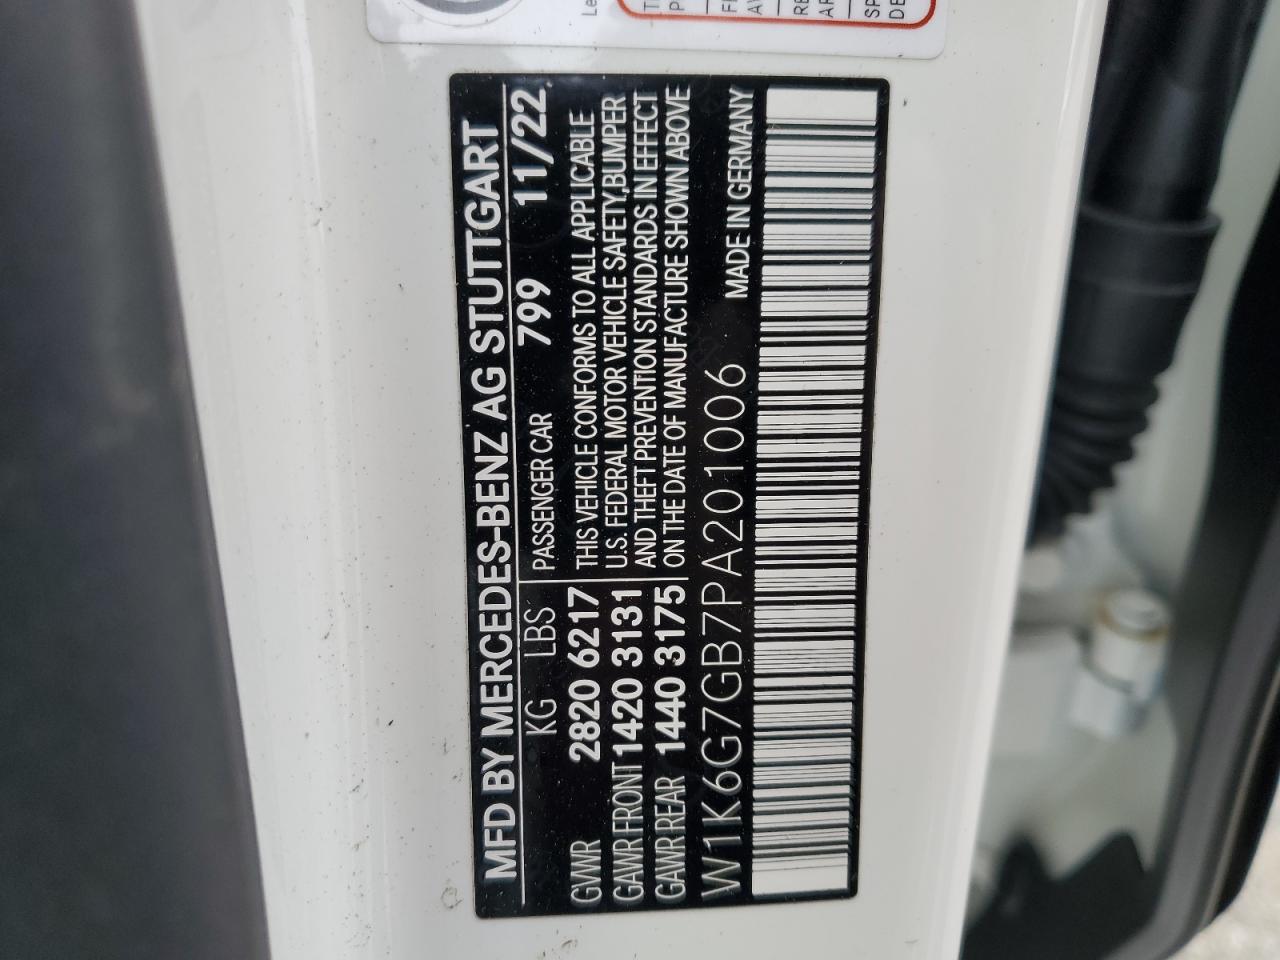 MFD BY MERCEDES-BENZ AG STUTTGART
KG LBS PASSENGER CAR 799 11/22
GVWR 2820 6217
GAWR FRONT 1420 3131
GAWR REAR 1440 3175
THIS VEHICLE CONFORMS TO ALL APPLICABLE
U.S. FEDERAL MOTOR VEHICLE SAFETY,BUMPER
AND THEFT PREVENTION STANDARDS IN EFFECT
ON THE DATE OF MANUFACTURE SHOWN ABOVE
W1K6G7GB7PA201006 MADE IN GERMANY